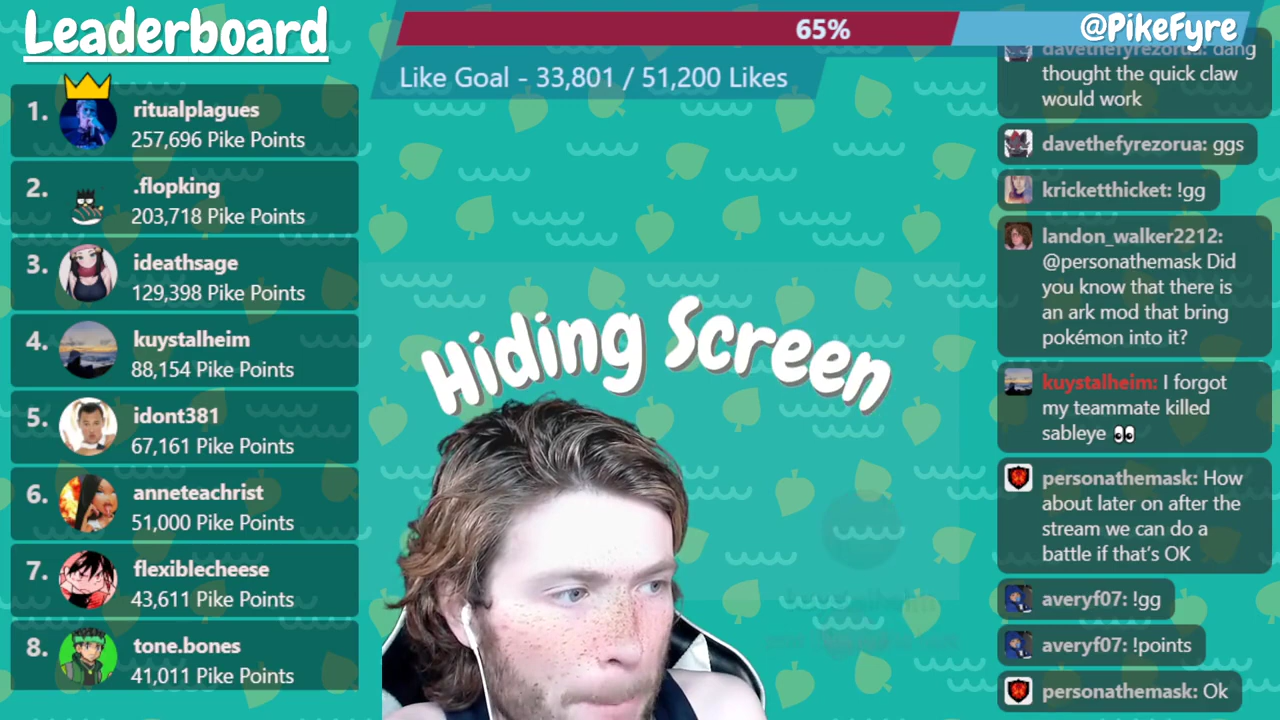 Leaderboard
1. ritualplagues
257,696 Pike Points
2. .flopking
203,718 Pike Points
3. ideathsage
129,398 Pike Points
4. kuystalheim
88,154 Pike Points
5. idont381
67,161 Pike Points
6. anneteachrist
51,000 Pike Points
7. flexiblecheese
43,611 Pike Points
8. tone.bones
41,011 Pike Points
65%
Like Goal - 33,801 / 51,200 Likes
Hiding Screen
@PikeFyre
davethefyrezorua: dang
thought the quick claw
would work
davethefyrezorua: ggs
kricketthicket: !gg
landon_walker2212:
@personathemask Did
you know that there is
an ark mod that bring
pokémon into it?
kuystalheim: I forgot
my teammate killed
sableye 👀
personathemask: How
about later on after the
stream we can do a
battle if that's OK
averyf07: !gg
averyf07: !points
personathemask: Ok